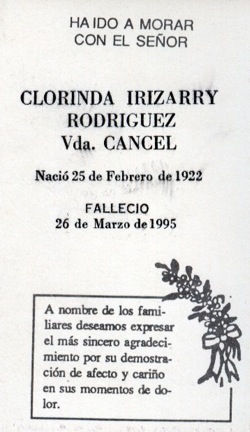 HA IDO A MORAR
CON EL SEÑOR
CLORINDA IRIZARRY
RODRIGUEZ
Vda. CANCEL
Nació 25 de Febrero de 1922
FALLECIO
26 de Marzo de 1995
A nombre de los fami-
liares deseamos expresar
el más sincero agradeci-
miento por su demostra-
ción de afecto y cariño
en sus momentos de do-
lor.